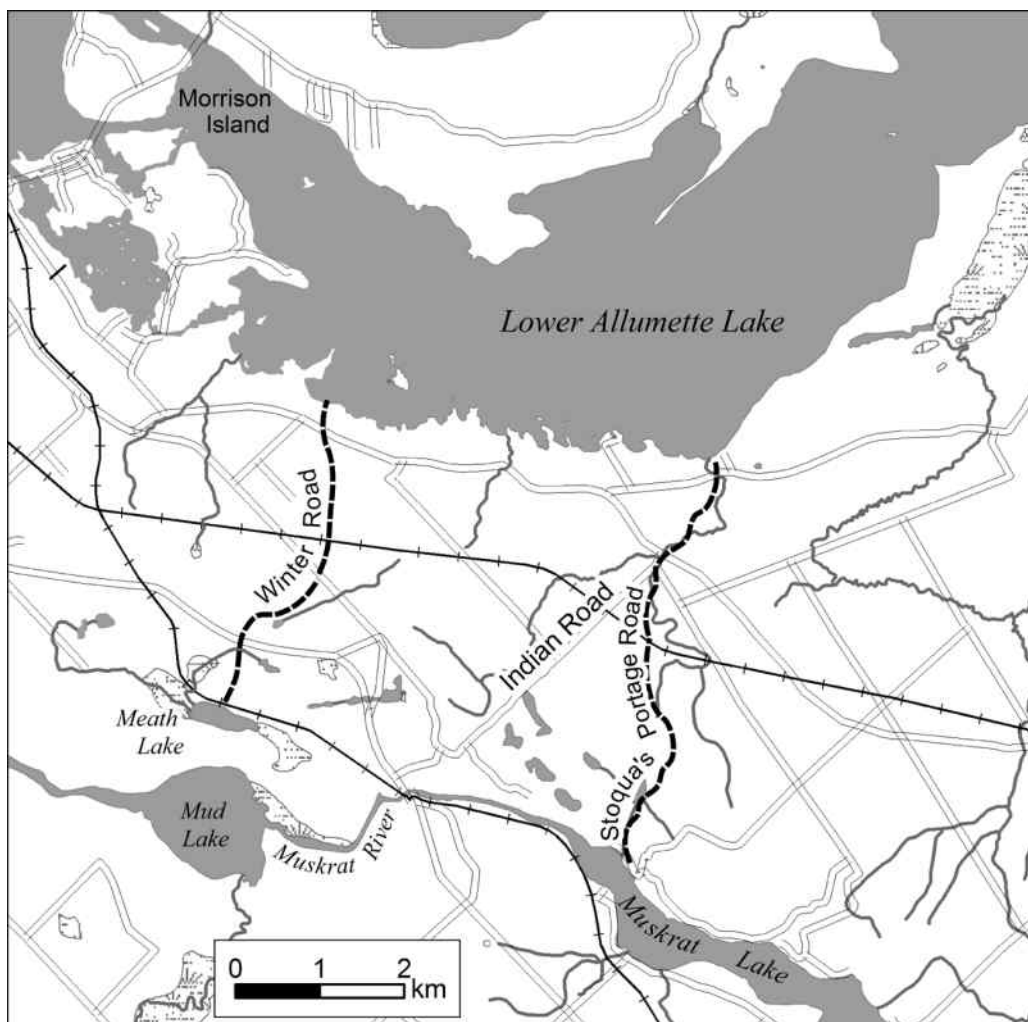 Morrison
Island
Lower Allumette Lake
Winter Road
Indian Road
Stoqua's Portage Road
Meath
Lake
Mud
Lake
Muskrat River
Muskrat Lake
0 1 2
km